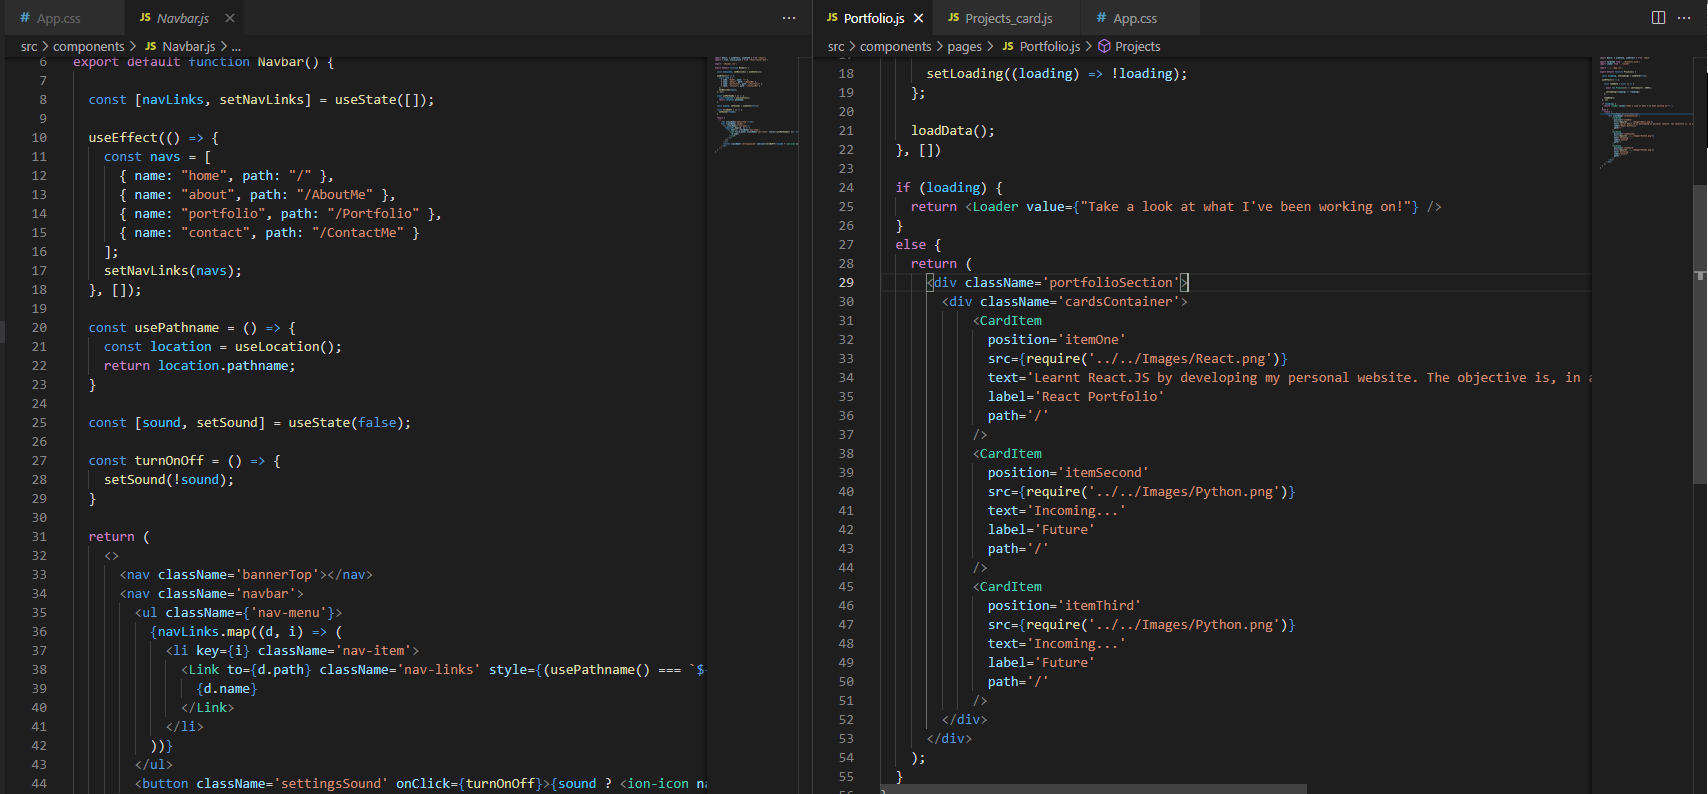 # App.css
JS Navbar.js
src > components > JS Navbar.js > ...
6 export default function Navbar() {
7
8 const [navLinks, setNavLinks] = useState([]);
9
10 useEffect(() => {
11 const navs = [
12 { name: "home", path: "/" },
13 { name: "about", path: "/AboutMe" },
14 { name: "portfolio", path: "/Portfolio" },
15 { name: "contact", path: "/ContactMe" }
16 ];
17 setNavLinks(navs);
18 }, []);
19
20 const usePathname = () => {
21 const location = useLocation();
22 return location.pathname;
23 }
24
25 const [sound, setSound] = useState(false);
26
27 const turnOnOff = () => {
28 setSound(!sound);
29 }
30
31 return (
32 <>
33 <nav className='bannerTop'></nav>
34 <nav className='navbar'>
35 <ul className={'nav-menu'}>
36 {navLinks.map((d, i) => (
37 <li key={i} className='nav-item'>
38 <Link to={d.path} className='nav-links' style={(usePathname() === `$
39 {d.name}
40 </Link>
41 </li>
42 ))}
43 </ul>
44 <button className='settingsSound' onClick={turnOnOff}>{sound ? <ion-icon na
JS Portfolio.js
JS Projects_card.js
# App.css
src > components > pages > JS Portfolio.js > Projects
18 setLoading((loading) => !loading);
19 };
20
21 loadData();
22 }, [])
23
24 if (loading) {
25 return <Loader value={"Take a look at what I've been working on!"} />
26 }
27 else {
28 return (
29 <div className='portfolioSection'>
30 <div className='cardsContainer'>
31 <CardItem
32 position='itemOne'
33 src={require('../../Images/React.png')}
34 text='Learnt React.JS by developing my personal website. The objective is, in a
35 label='React Portfolio'
36 path='/'
37 />
38 <CardItem
39 position='itemSecond'
40 src={require('../../Images/Python.png')}
41 text='Incoming...'
42 label='Future'
43 path='/'
44 />
45 <CardItem
46 position='itemThird'
47 src={require('../../Images/Python.png')}
48 text='Incoming...'
49 label='Future'
50 path='/'
51 />
52 </div>
53 </div>
54 );
55 }